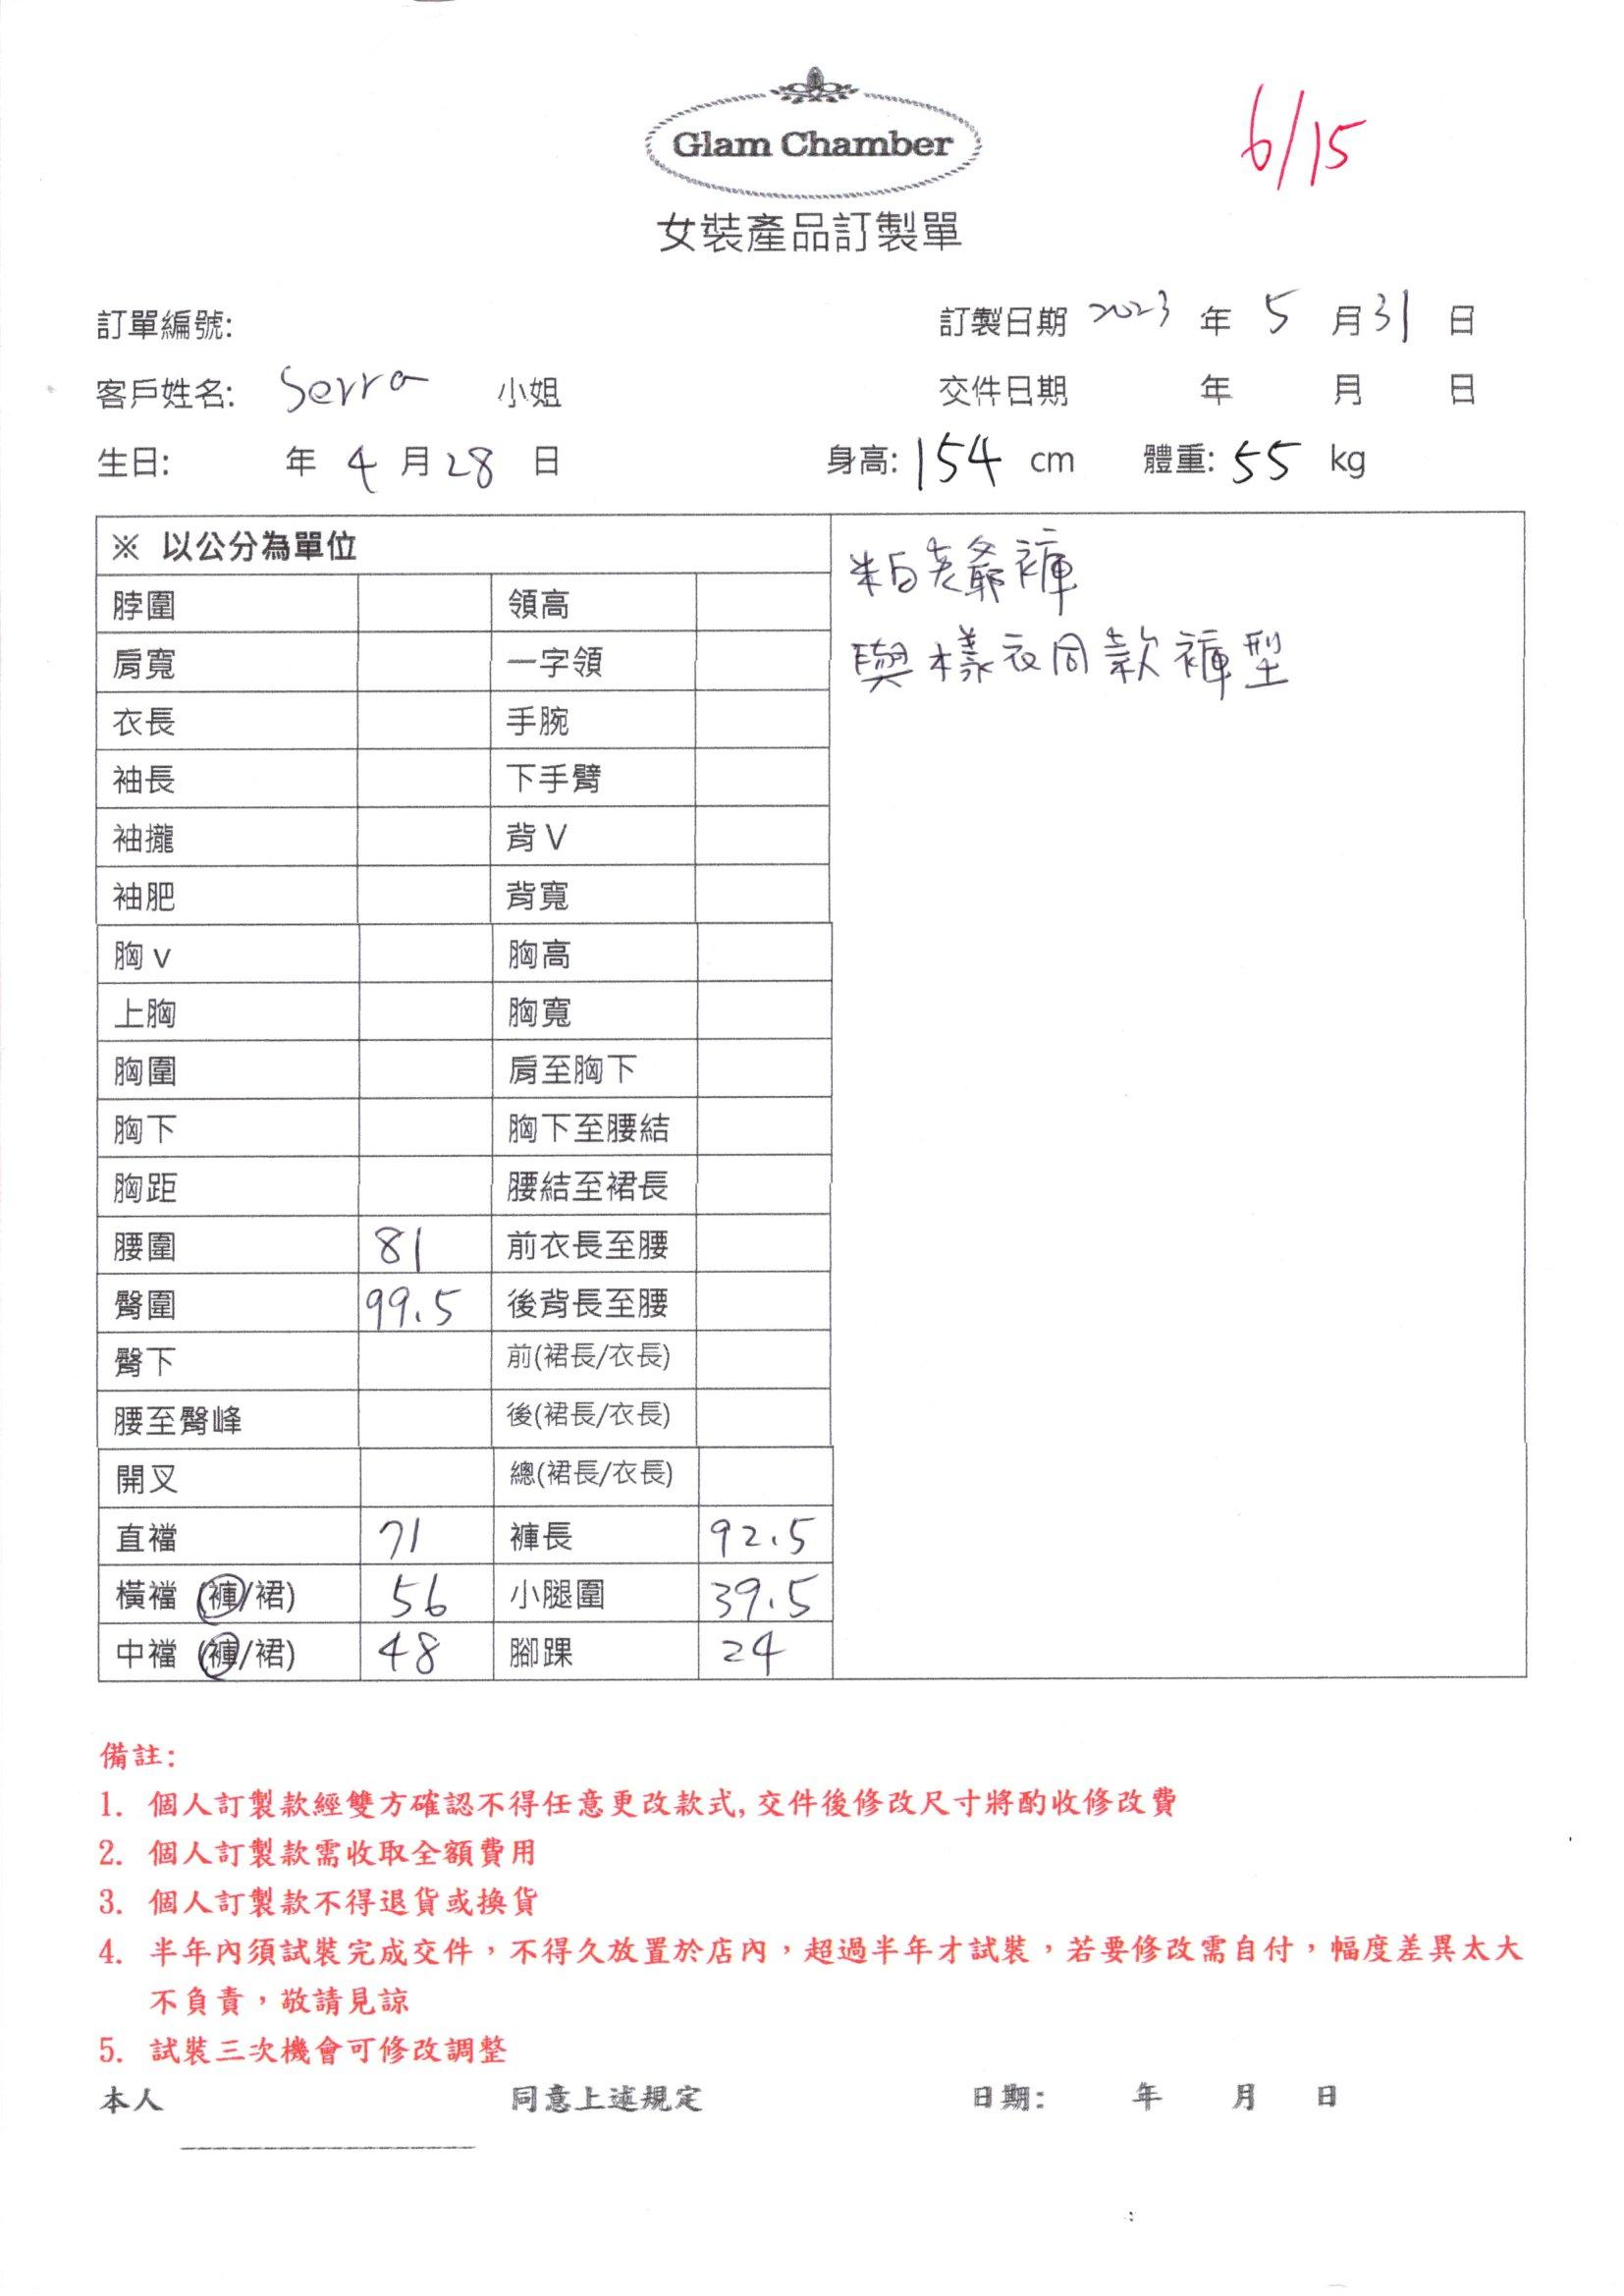 Glam Chamber
6/15
女裝產品訂製單
訂單編號: 訂製日期 2023 年 5 月 31 日
客戶姓名: Serra 小姐 交件日期 年 月 日
生日: 年 4 月 28 日 身高: 154 cm 體重: 55 kg
※ 以公分為單位
粕老爺褲
與樣衣同款褲型
脖圍 領高
肩寬 一字領
衣長 手腕
袖長 下手臂
袖攏 背 V
袖肥 背寬
胸 v 胸高
上胸 胸寬
胸圍 肩至胸下
胸下 胸下至腰結
胸距 腰結至裙長
腰圍 81 前衣長至腰
臀圍 99.5 後背長至腰
臀下 前(裙長/衣長)
腰至臀峰 後(裙長/衣長)
開叉 總(裙長/衣長)
直襠 71 褲長 92.5
橫襠 (褲/裙) 56 小腿圍 39.5
中襠 (褲/裙) 48 腳踝 24
備註:
1. 個人訂製款經雙方確認不得任意更改款式, 交件後修改尺寸將酌收修改費
2. 個人訂製款需收取全額費用
3. 個人訂製款不得退貨或換貨
4. 半年內須試裝完成交件，不得久放置於店內，超過半年才試裝，若要修改需自付，幅度差異太大
不負責，敬請見諒
5. 試裝三次機會可修改調整
本人 同意上述規定 日期: 年 月 日